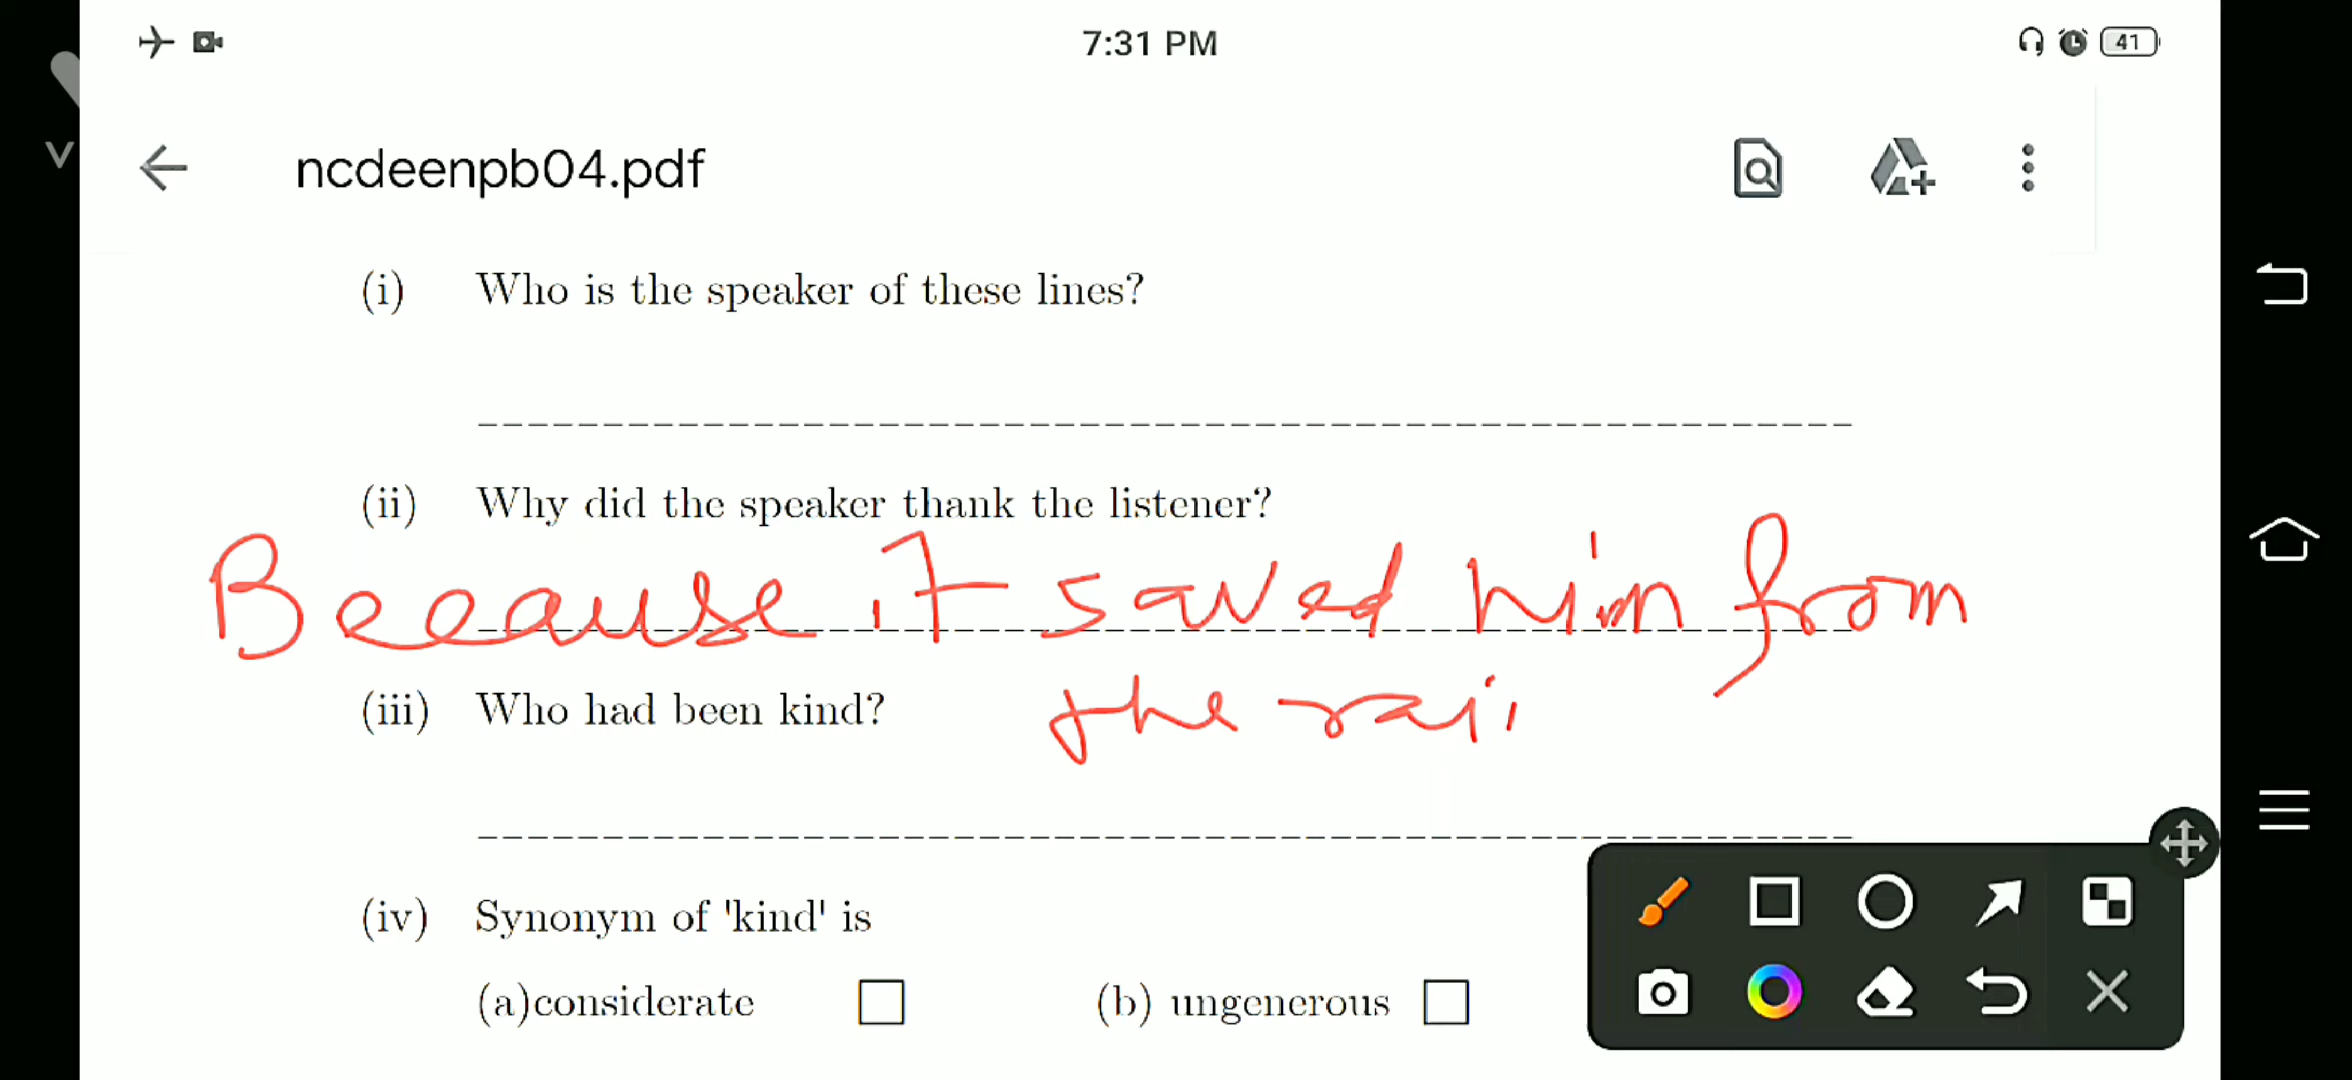 7:31 PM
41
V
ncdeenpb04.pdf
(i) Who is the speaker of these lines?
(ii) Why did the speaker thank the listener?
Because it saved him from
(iii) Who had been kind? the rai
(iv) Synonym of 'kind' is
(a)considerate (b) ungenerous